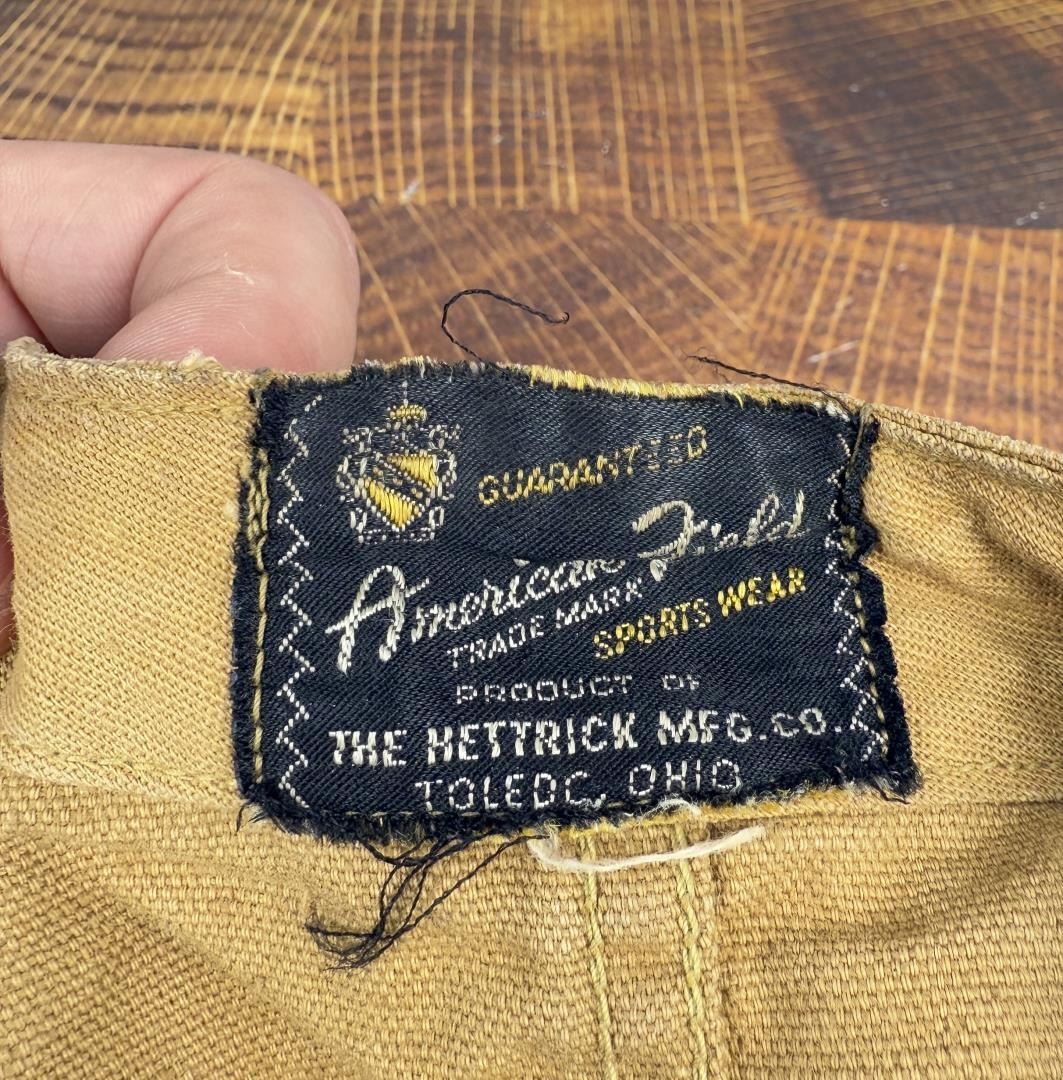 GUARANTEED
American Field
TRADE MARK
SPORTS WEAR
PRODUCT OF
THE HETTRICK MFG. CO.
TOLEDO, OHIO